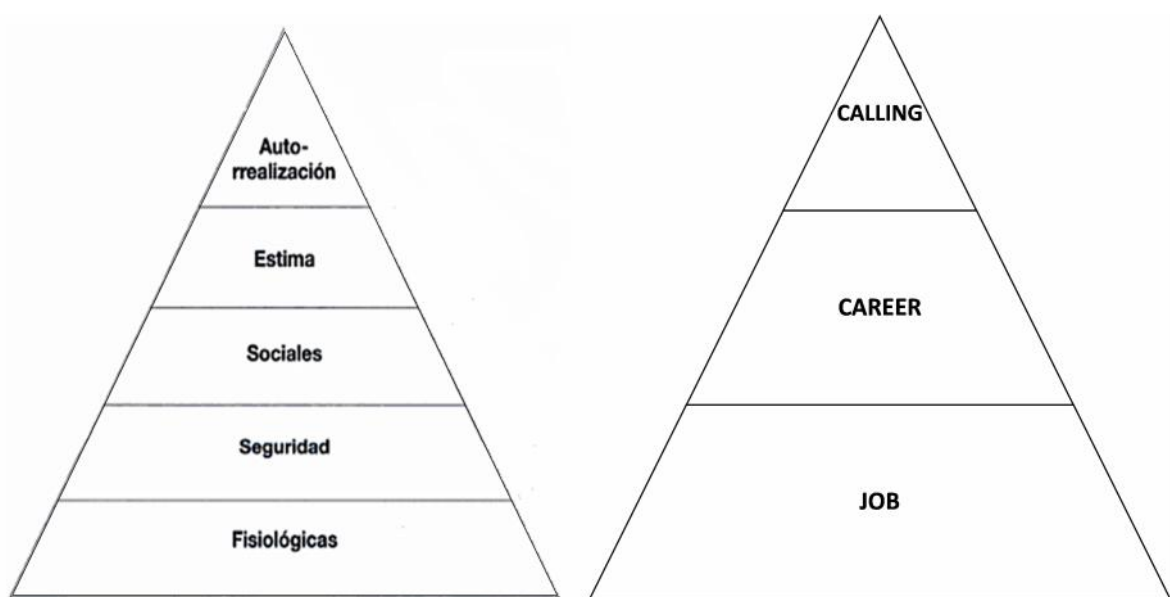 Auto-
rrealización
Estima
Sociales
Seguridad
Fisiológicas
CALLING
CAREER
JOB